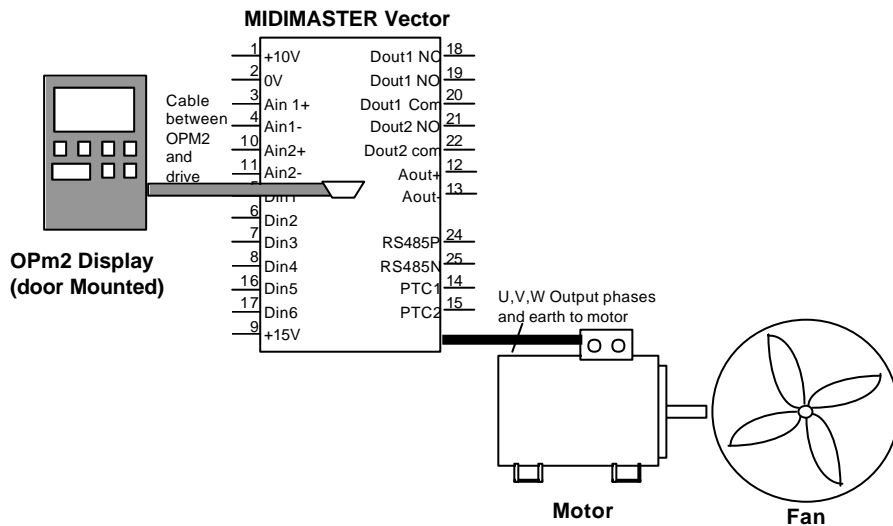 MIDIMASTER Vector
1
+10V
2
0V
3
Ain 1+
4
Ain1-
10
Ain2+
11
Ain2-
5
Din1
6
Din2
7
Din3
8
Din4
16
Din5
17
Din6
9
+15V
Dout1 NC
18
Dout1 NO
19
Dout1 Com
20
Dout2 NO
21
Dout2 com
22
Aout+
12
Aout-
13
RS485P
24
RS485N
25
PTC1
14
PTC2
15
Cable
between
OPM2
and
drive
OPm2 Display
(door Mounted)
U,V,W Output phases
and earth to motor
Motor
Fan